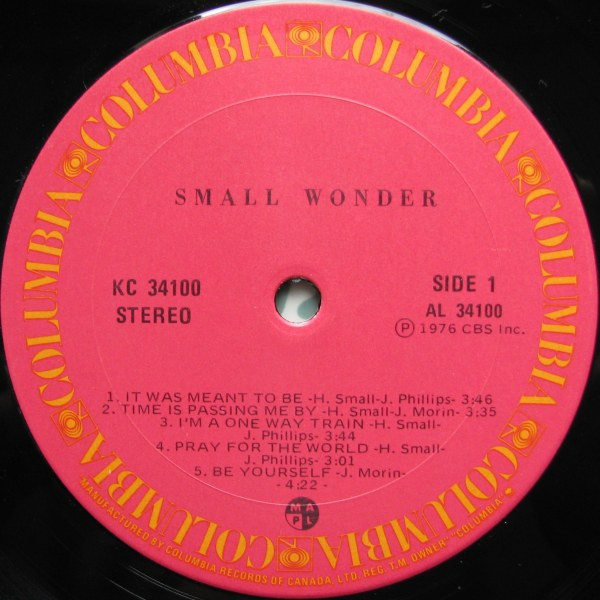 COLUMBIA COLUMBIA COLUMBIA COLUMBIA COLUMBIA COLUMBIA COLUMBIA COLUMBIA
SMALL WONDER
KC 34100
STEREO
SIDE 1
AL 34100
Ⓟ 1976 CBS Inc.
1. IT WAS MEANT TO BE -H. Small-J. Phillips- 3:46
2. TIME IS PASSING ME BY -H. Small-J. Morin- 3:35
3. I'M A ONE WAY TRAIN -H. Small-
J. Phillips- 3:44
4. PRAY FOR THE WORLD -H. Small-
J. Phillips- 3:01
5. BE YOURSELF -J. Morin-
- 4:22 -
M A
P L
MANUFACTURED BY COLUMBIA RECORDS OF CANADA, LTD. REG. T.M. OWNER -"COLUMBIA"